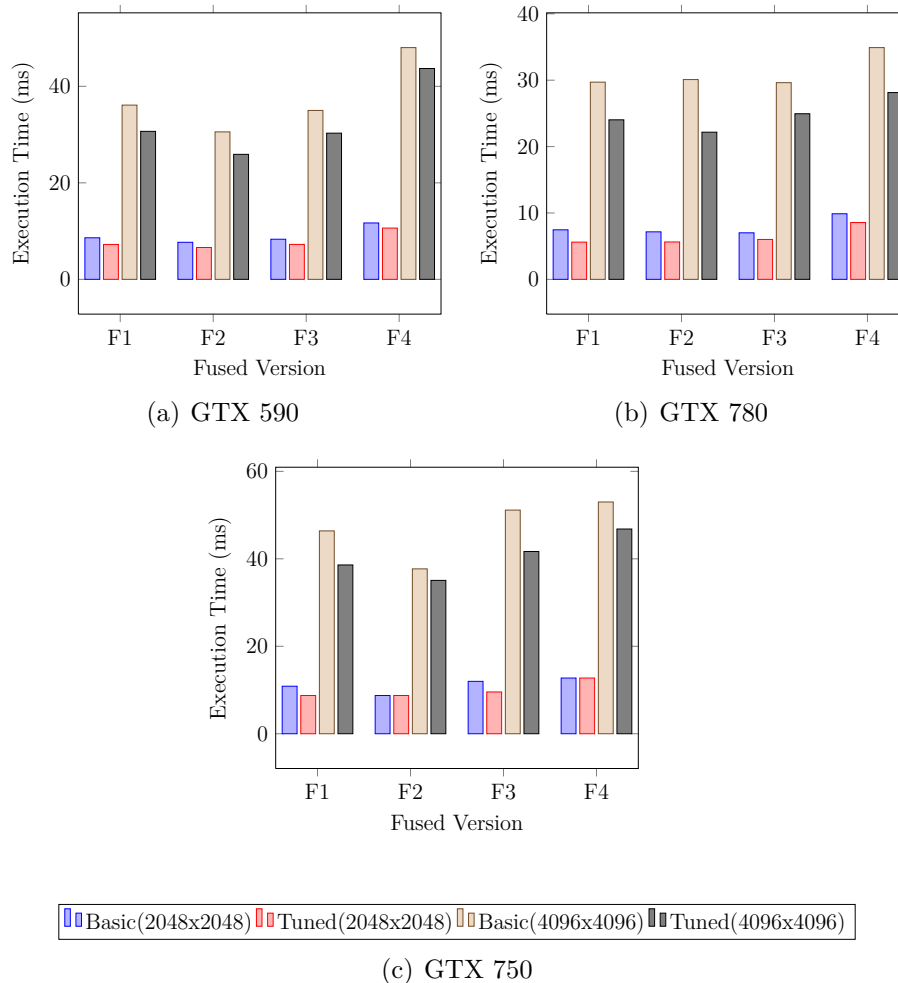 40
20
0
Execution Time (ms)
F1 F2 F3 F4
Fused Version
(a) GTX 590
40
30
20
10
0
Execution Time (ms)
F1 F2 F3 F4
Fused Version
(b) GTX 780
60
40
20
0
Execution Time (ms)
F1 F2 F3 F4
Fused Version
Basic(2048x2048) Tuned(2048x2048) Basic(4096x4096) Tuned(4096x4096)
(c) GTX 750